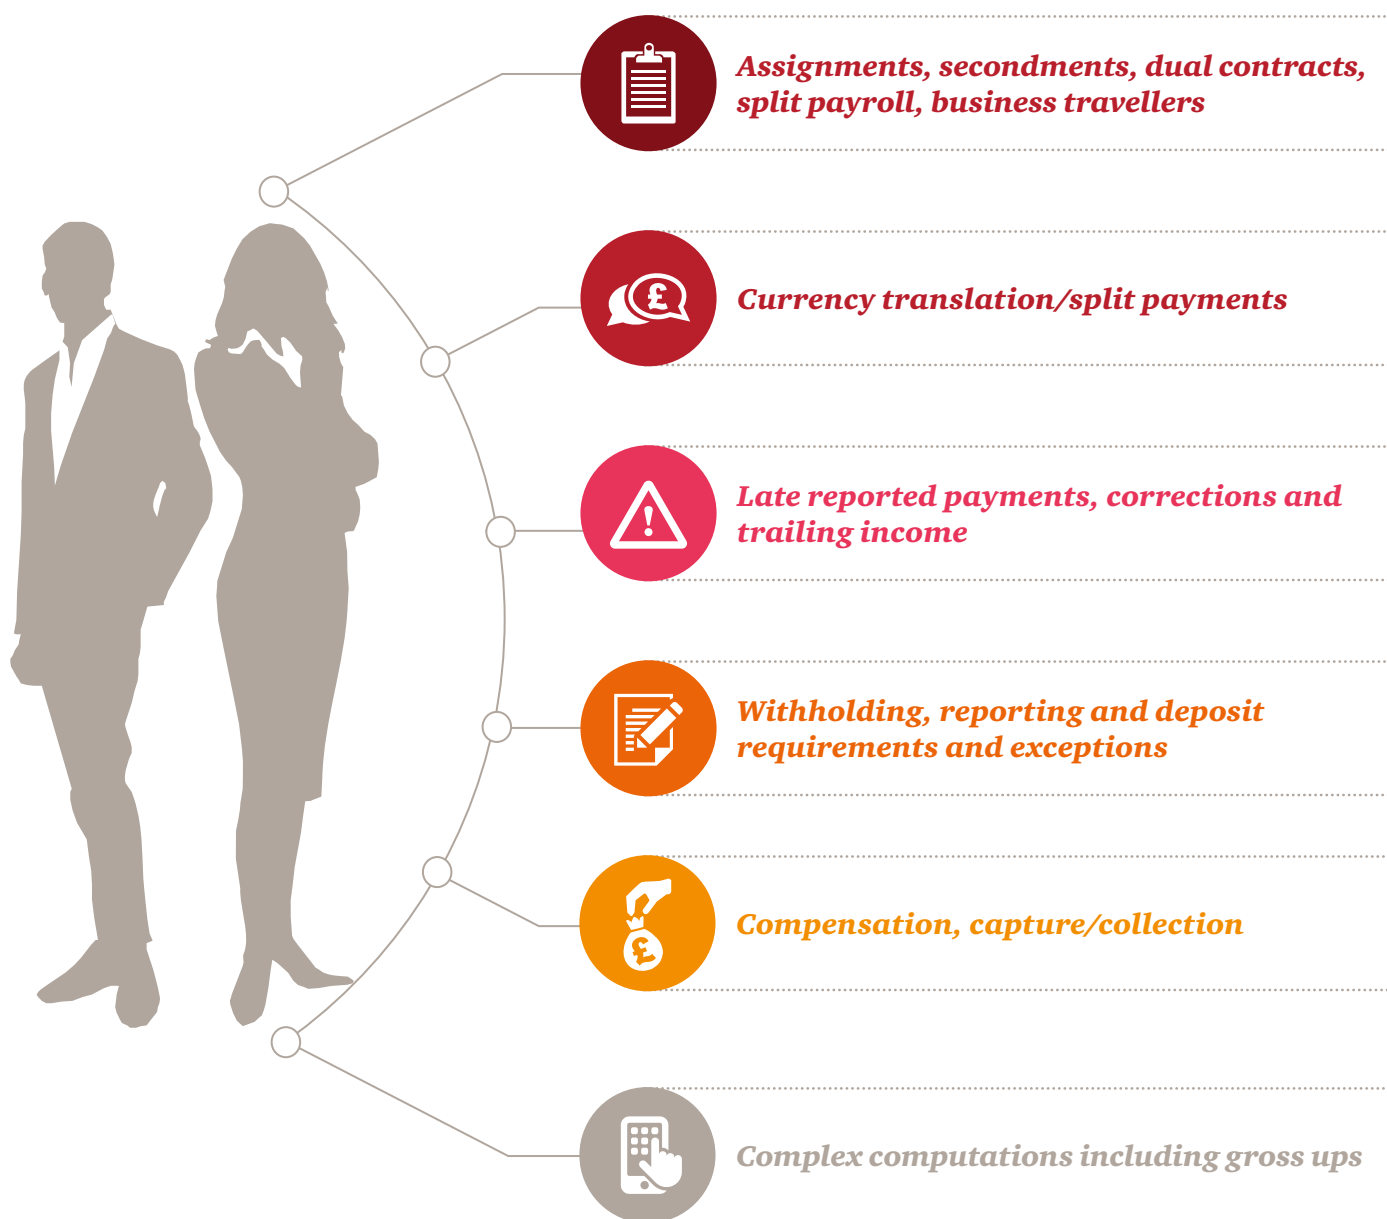 Assignments, secondments, dual contracts,
split payroll, business travellers
£
Currency translation/split payments
!
Late reported payments, corrections and
trailing income
Withholding, reporting and deposit
requirements and exceptions
£
Compensation, capture/collection
Complex computations including gross ups